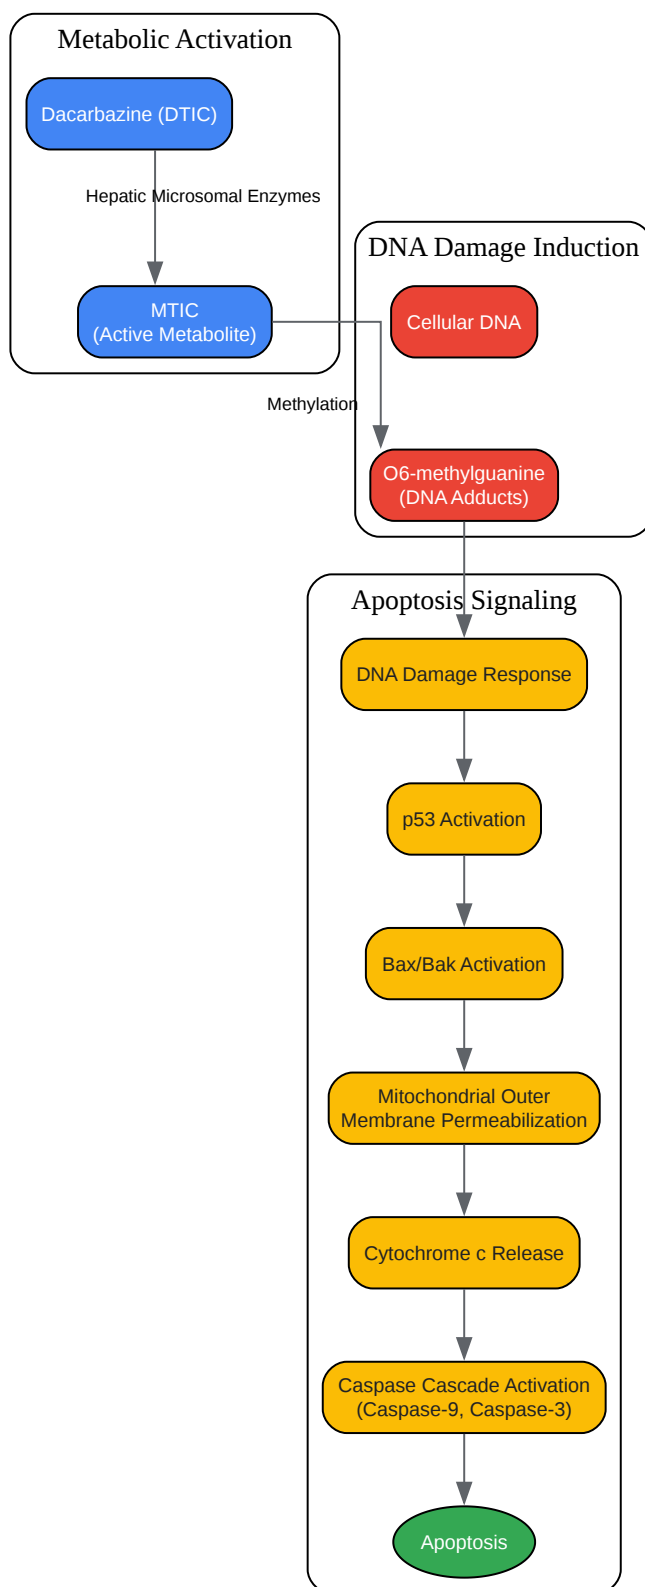 Metabolic Activation
Dacarbazine (DTIC)
Hepatic Microsomal Enzymes
MTIC
(Active Metabolite)
DNA Damage Induction
Cellular DNA
Methylation
O6-methylguanine
(DNA Adducts)
Apoptosis Signaling
DNA Damage Response
p53 Activation
Bax/Bak Activation
Mitochondrial Outer
Membrane Permeabilization
Cytochrome c Release
Caspase Cascade Activation
(Caspase-9, Caspase-3)
Apoptosis